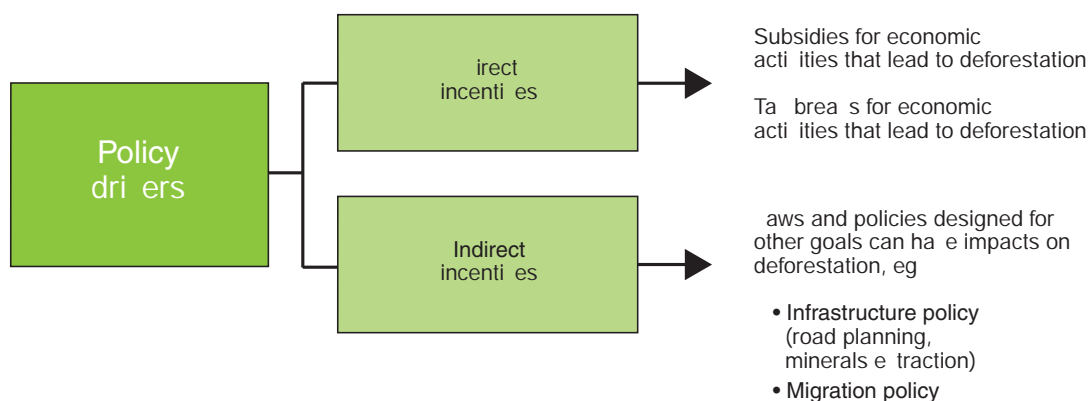 Policy
dri ers
irect
incenti es
Subsidies for economic
acti ities that lead to deforestation
Ta brea s for economic
acti ities that lead to deforestation
Indirect
incenti es
aws and policies designed for
other goals can ha e impacts on
deforestation, eg
• Infrastructure policy
(road planning,
minerals e traction)
• Migration policy